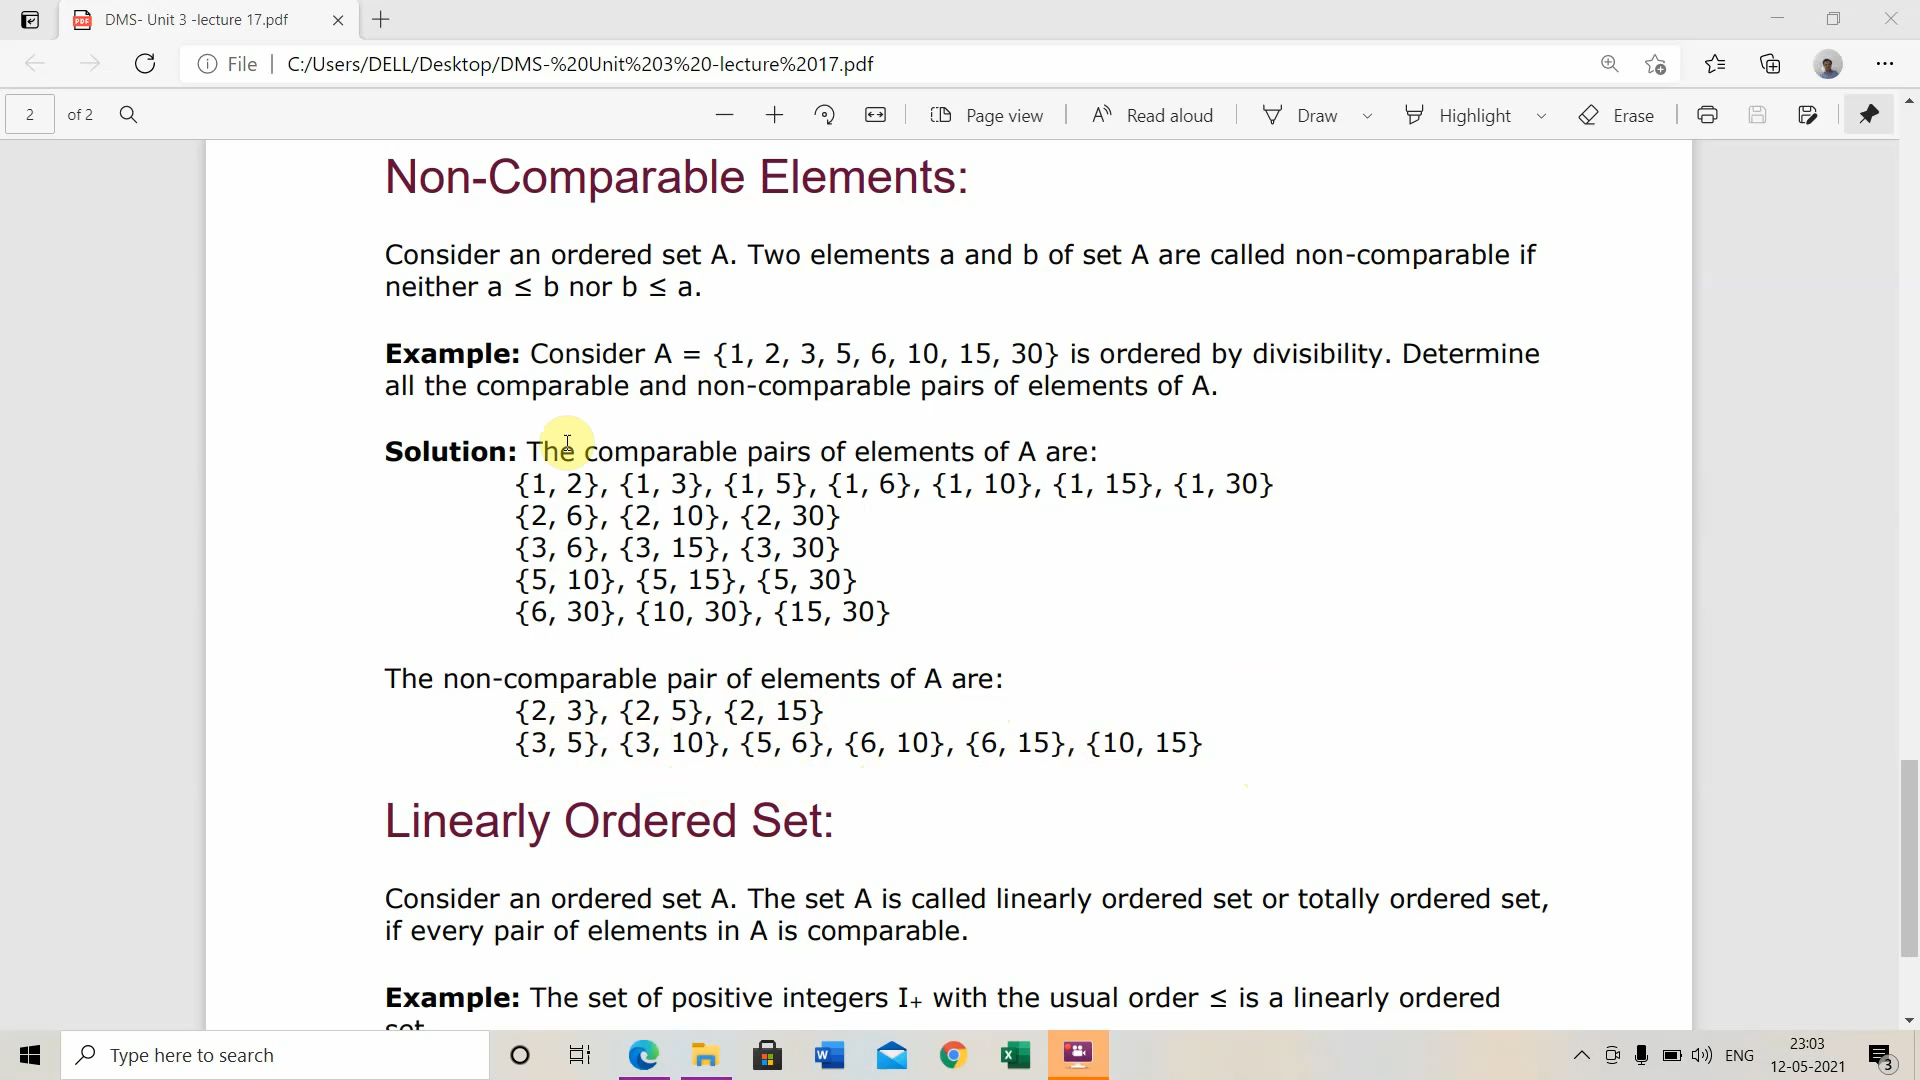 DMS- Unit 3 -lecture 17.pdf
File | C:/Users/DELL/Desktop/DMS-%20Unit%203%20-lecture%2017.pdf
2 of 2 Page view Read aloud Draw Highlight Erase
Non-Comparable Elements:
Consider an ordered set A. Two elements a and b of set A are called non-comparable if
neither a ≤ b nor b ≤ a.
Example: Consider A = {1, 2, 3, 5, 6, 10, 15, 30} is ordered by divisibility. Determine
all the comparable and non-comparable pairs of elements of A.
Solution: The comparable pairs of elements of A are:
{1, 2}, {1, 3}, {1, 5}, {1, 6}, {1, 10}, {1, 15}, {1, 30}
{2, 6}, {2, 10}, {2, 30}
{3, 6}, {3, 15}, {3, 30}
{5, 10}, {5, 15}, {5, 30}
{6, 30}, {10, 30}, {15, 30}
The non-comparable pair of elements of A are:
{2, 3}, {2, 5}, {2, 15}
{3, 5}, {3, 10}, {5, 6}, {6, 10}, {6, 15}, {10, 15}
Linearly Ordered Set:
Consider an ordered set A. The set A is called linearly ordered set or totally ordered set,
if every pair of elements in A is comparable.
Example: The set of positive integers I₊ with the usual order ≤ is a linearly ordered
set
Type here to search
ENG
23:03
12-05-2021
3